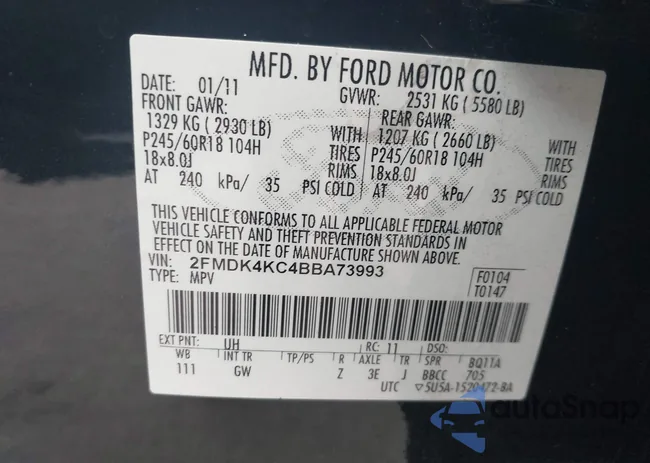 MFD. BY FORD MOTOR CO.
DATE: 01/11 GVWR: 2531 KG ( 5580 LB)
FRONT GAWR: REAR GAWR:
1329 KG ( 2930 LB) WITH 1207 KG ( 2660 LB) WITH
P245/60R18 104H TIRES P245/60R18 104H TIRES
18x8.0J RIMS 18x8.0J RIMS
AT 240 kPa/ 35 PSI COLD AT 240 kPa/ 35 PSI COLD
THIS VEHICLE CONFORMS TO ALL APPLICABLE FEDERAL MOTOR
VEHICLE SAFETY AND THEFT PREVENTION STANDARDS IN
EFFECT ON THE DATE OF MANUFACTURE SHOWN ABOVE.
VIN: 2FMDK4KC4BBA73993
TYPE: MPV
F0104
T0147
EXT PNT: UH RC: 11 DSO:
WB INT TR TP/PS R AXLE TR SPR BQ11A
111 GW Z 3E J BBCC 705
UTC ▽5U5A-1520472-BA
autoSnap